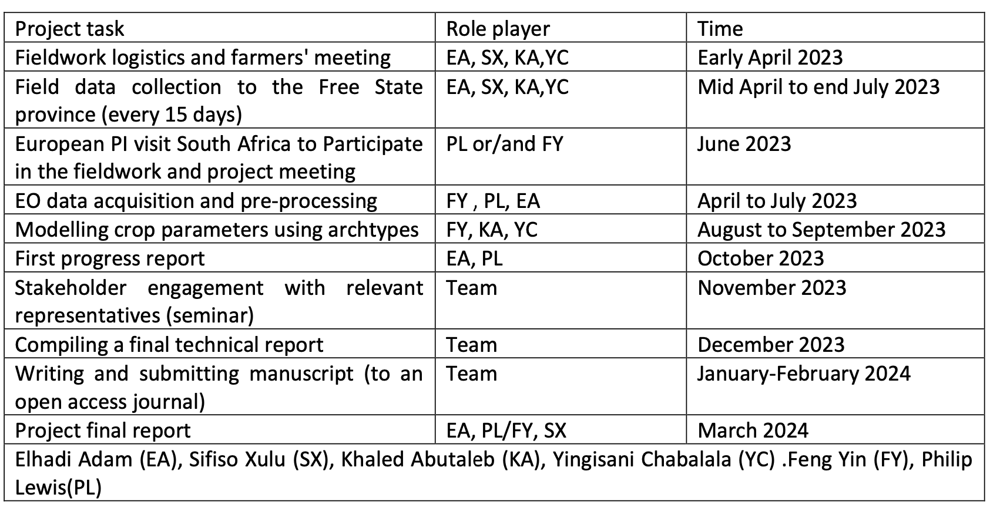 Project task Role player Time
Fieldwork logistics and farmers' meeting EA, SX, KA,YC Early April 2023
Field data collection to the Free State EA, SX, KA,YC Mid April to end July 2023
province (every 15 days)
European PI visit South Africa to Participate PL or/and FY June 2023
in the fieldwork and project meeting
EO data acquisition and pre-processing FY , PL, EA April to July 2023
Modelling crop parameters using archtypes FY, KA, YC August to September 2023
First progress report EA, PL October 2023
Stakeholder engagement with relevant Team November 2023
representatives (seminar)
Compiling a final technical report Team December 2023
Writing and submitting manuscript (to an Team January-February 2024
open access journal)
Project final report EA, PL/FY, SX March 2024
Elhadi Adam (EA), Sifiso Xulu (SX), Khaled Abutaleb (KA), Yingisani Chabalala (YC) .Feng Yin (FY), Philip
Lewis(PL)